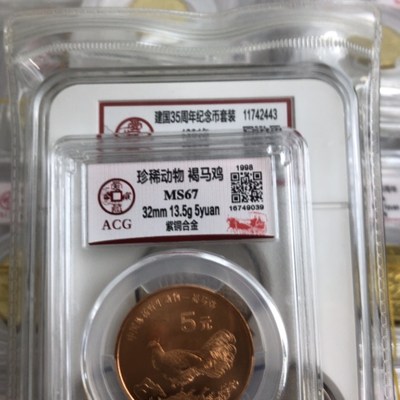 建国35周年纪念币套装 11742443
珍稀动物 褐马鸡
1998
MS67
32mm 13.5g 5yuan
紫铜合金
16749039
ACG
5元